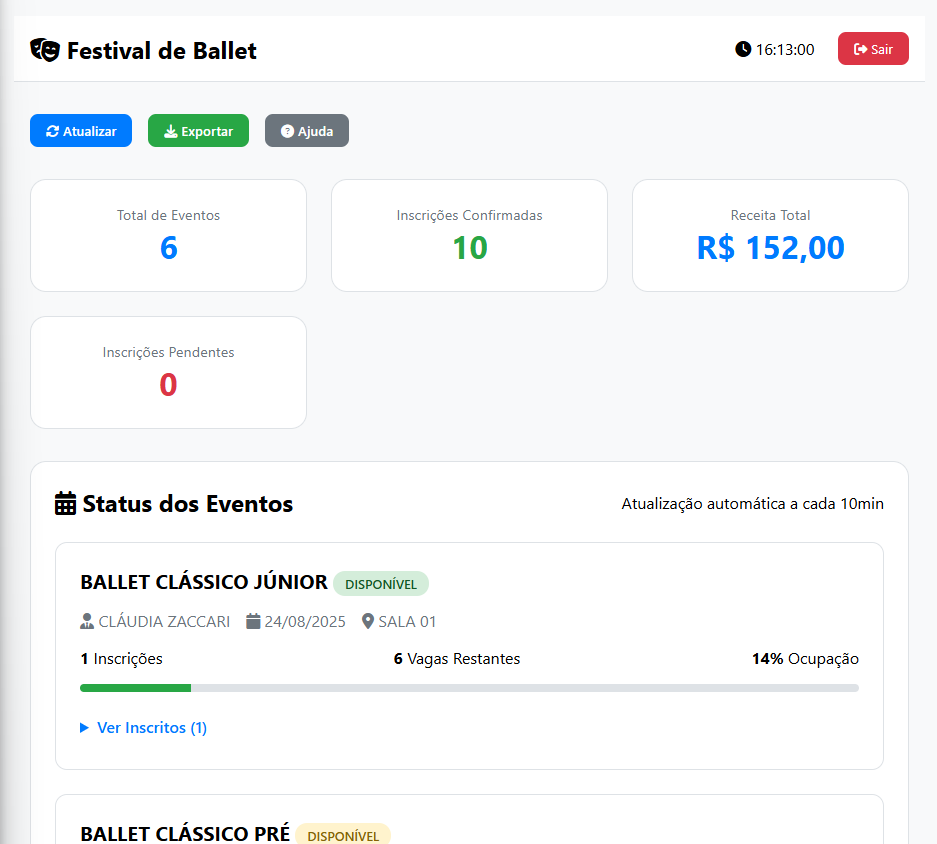 Festival de Ballet
16:13:00
Sair
Atualizar
Exportar
? Ajuda
Total de Eventos
6
Inscrições Confirmadas
10
Receita Total
R$ 152,00
Inscrições Pendentes
0
Status dos Eventos
Atualização automática a cada 10min
BALLET CLÁSSICO JÚNIOR DISPONÍVEL
CLÁUDIA ZACCARI 24/08/2025 SALA 01
1 Inscrições
6 Vagas Restantes
14% Ocupação
Ver Inscritos (1)
BALLET CLÁSSICO PRÉ DISPONÍVEL